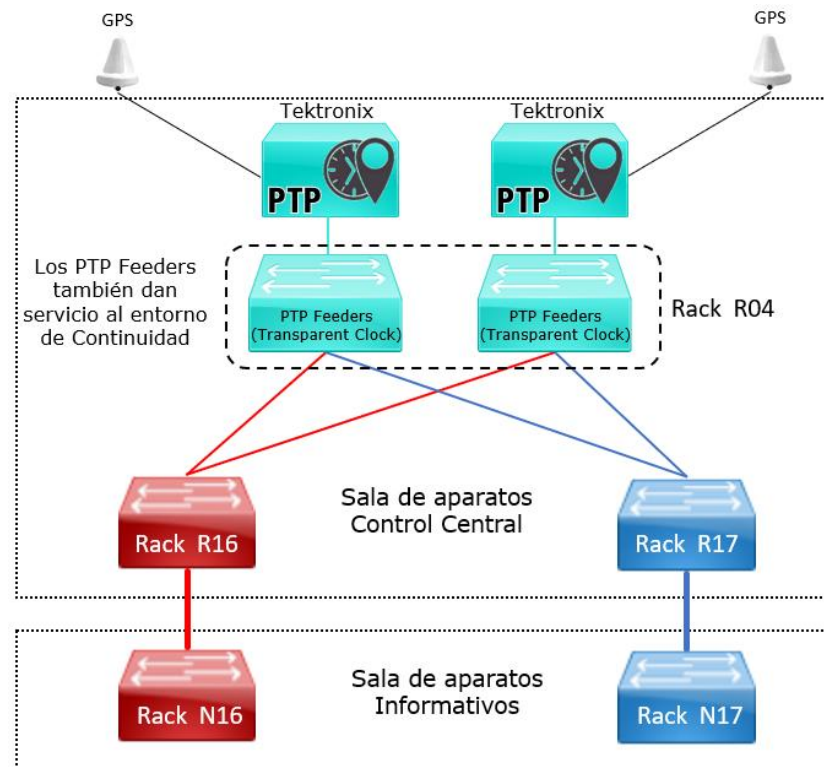 GPS
GPS
Tektronix
Tektronix
PTP
PTP
Los PTP Feeders
también dan
servicio al entorno
de Continuidad
PTP Feeders
(Transparent Clock)
PTP Feeders
(Transparent Clock)
Rack R04
Sala de aparatos
Control Central
Rack R16
Rack R17
Sala de aparatos
Informativos
Rack N16
Rack N17